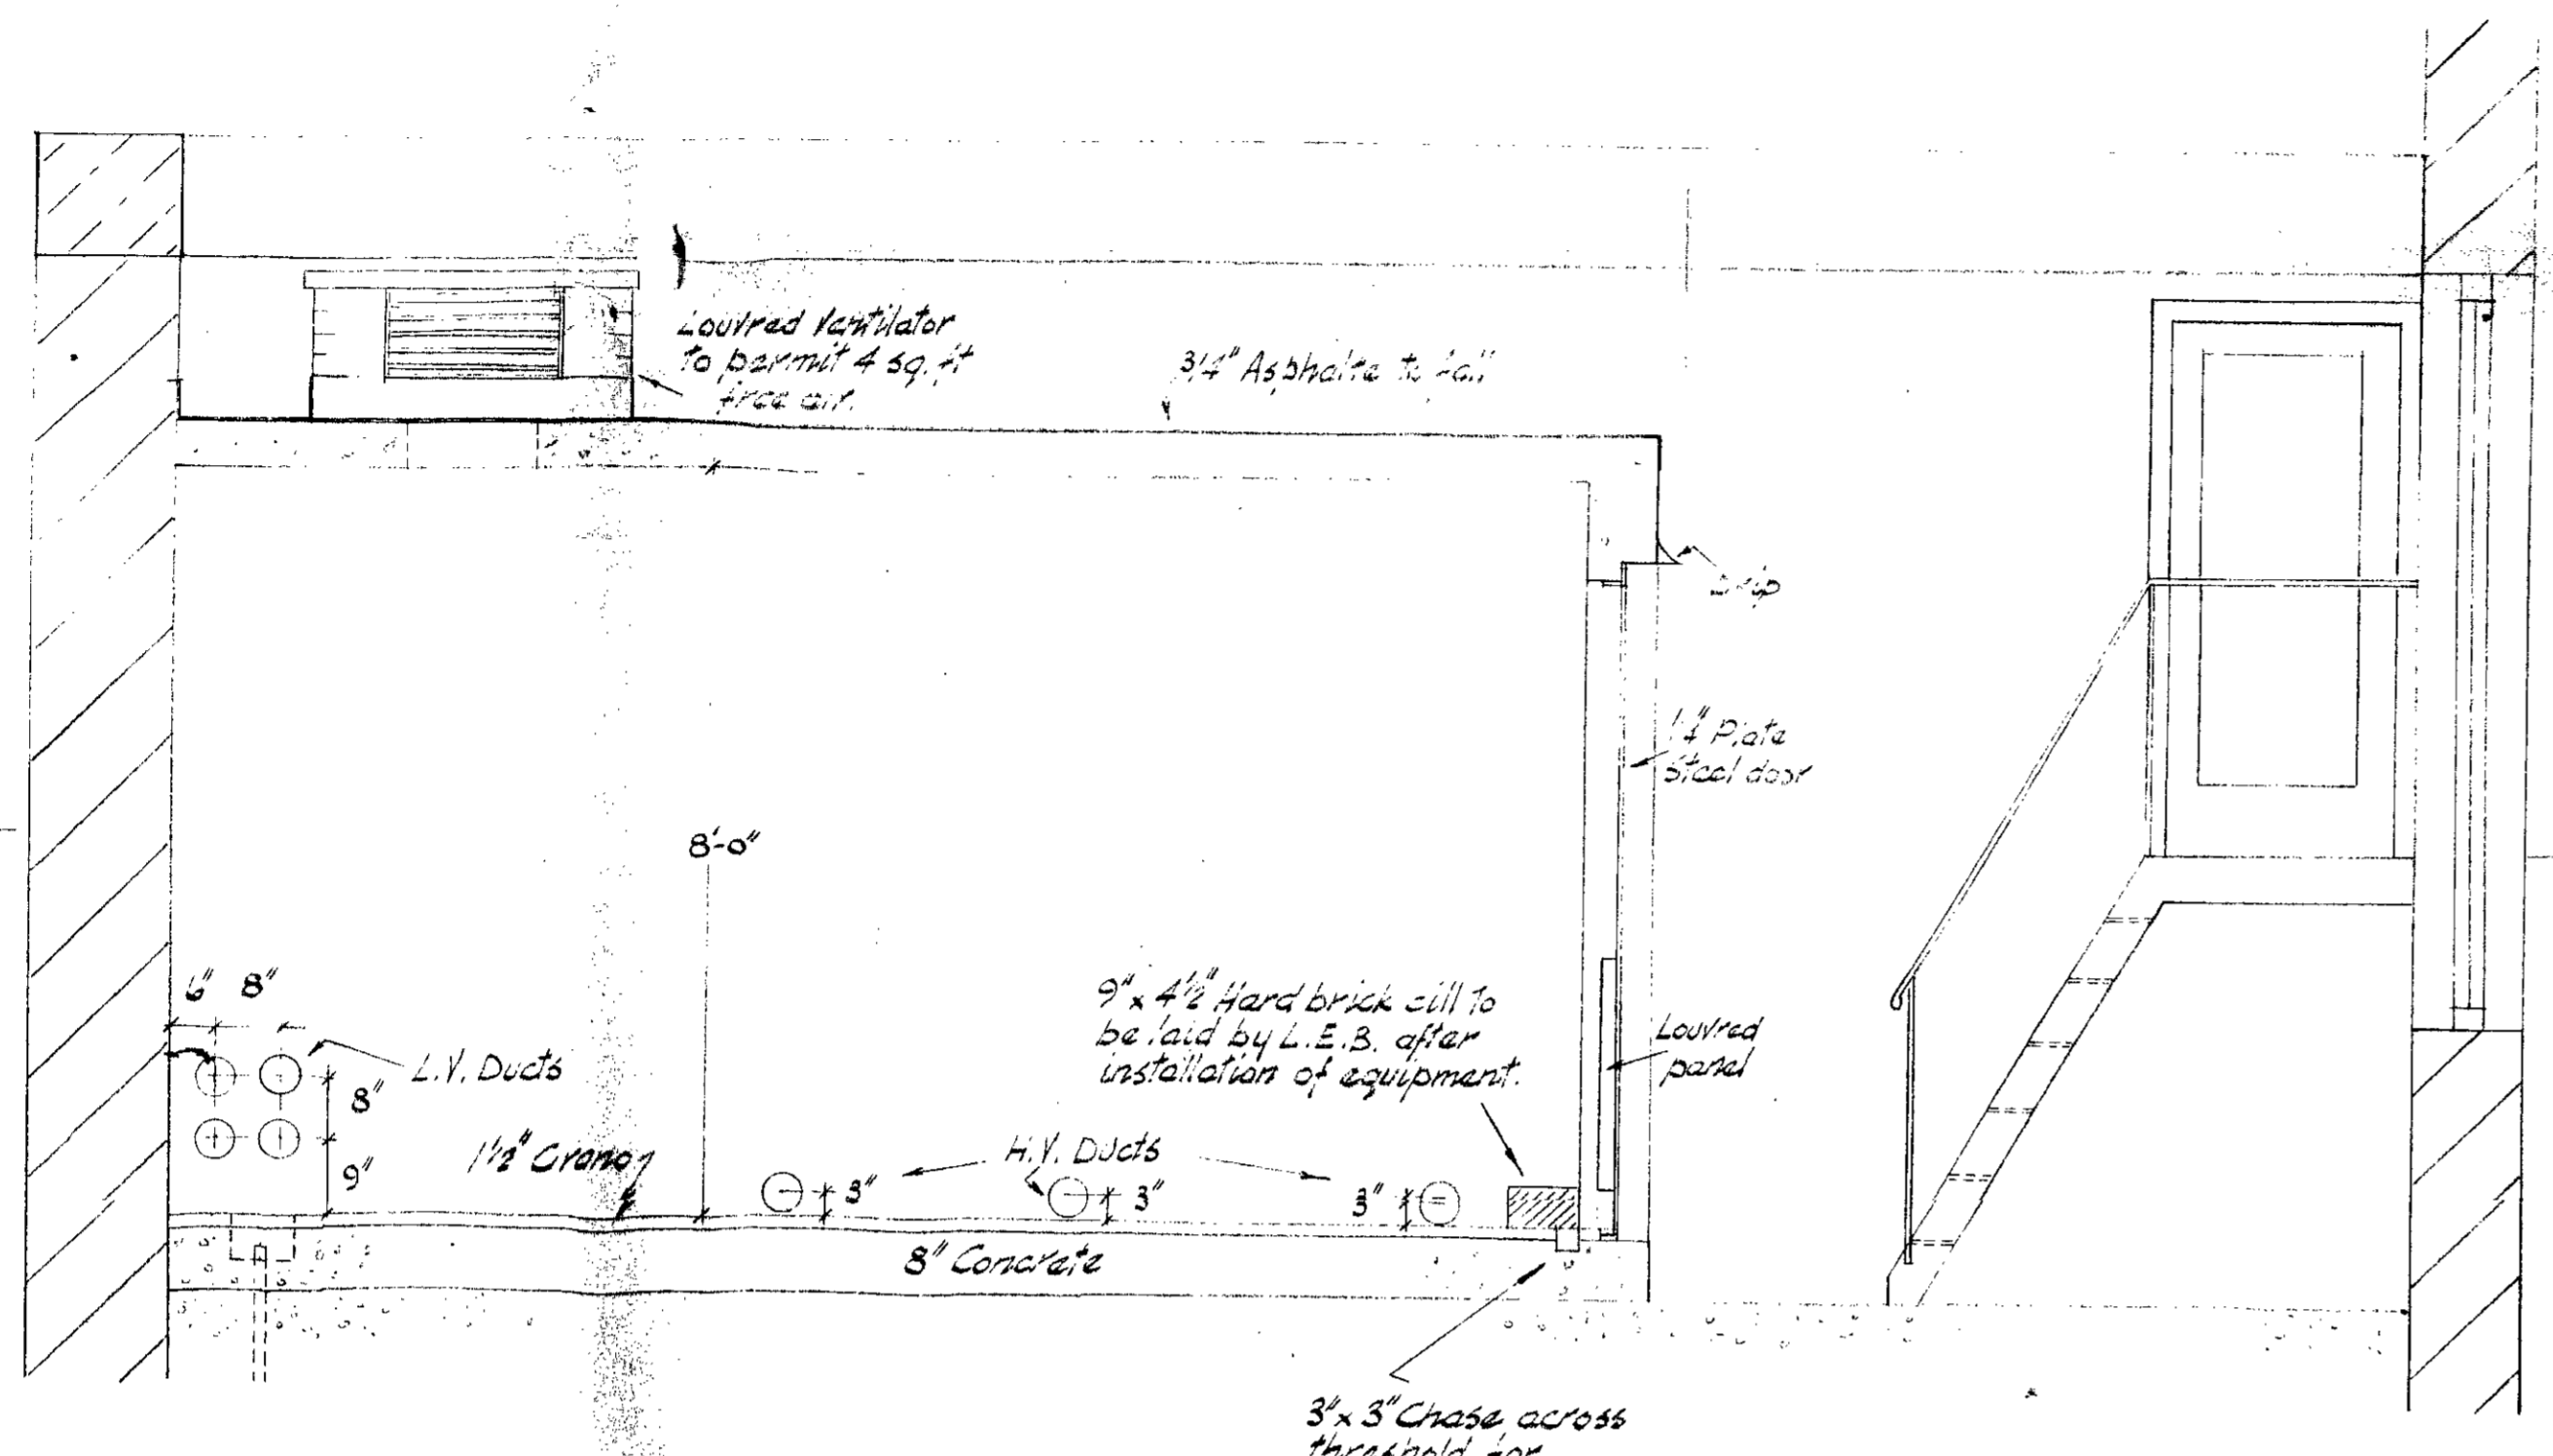 Louvred Ventilator
to permit 4 sq. ft
free air.
3/4" Asphalte to fall
Drip
1/4" Plate
Steel door
8'-0"
6" 8"
L.V. Ducts
8"
9"
1½" Grano
9" x 4½" Hard brick cill to
be laid by L.E.B. after
installation of equipment.
Louvred
panel
H.V. Ducts
3"
3"
3"
8" Concrete
3" x 3" Chase across
threshold for